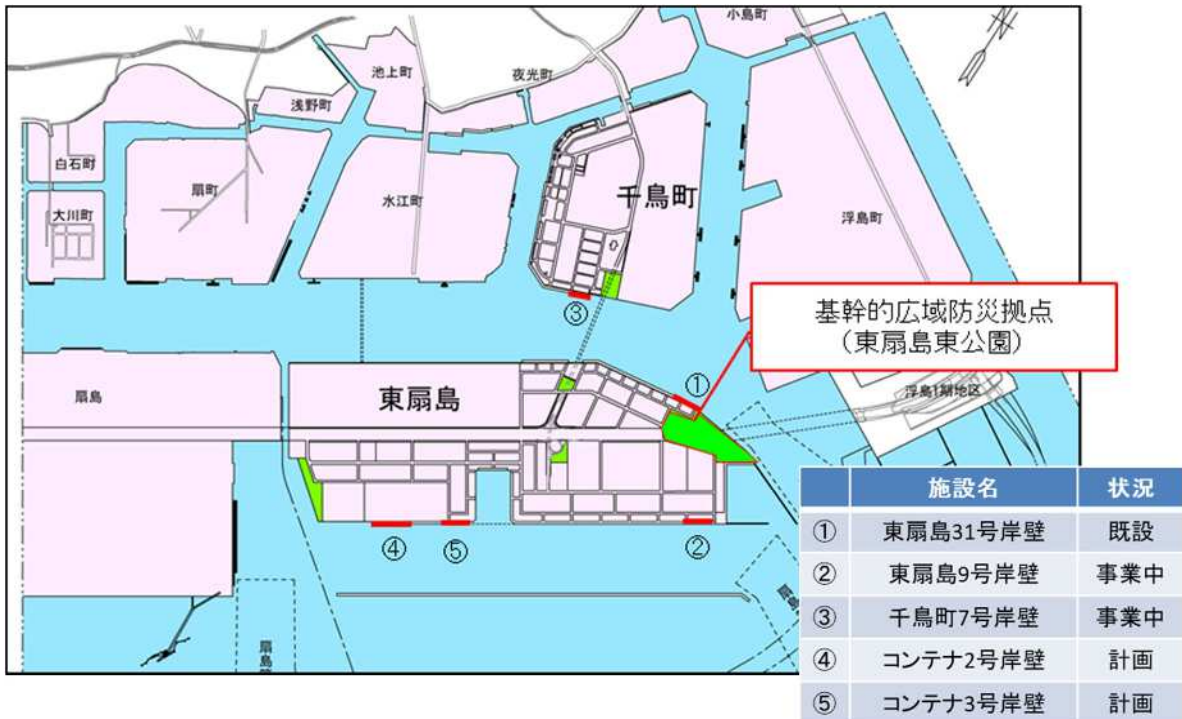 小島町
池上町
夜光町
浅野町
白石町
扇町
水江町
千鳥町
大川町
浮島町
③
基幹的広域防災拠点
（東扇島東公園）
扇島
東扇島
①
浮島1期地区
④
⑤
②
施設名 状況
① 東扇島31号岸壁 既設
② 東扇島9号岸壁 事業中
③ 千鳥町7号岸壁 事業中
④ コンテナ2号岸壁 計画
⑤ コンテナ3号岸壁 計画
扇島